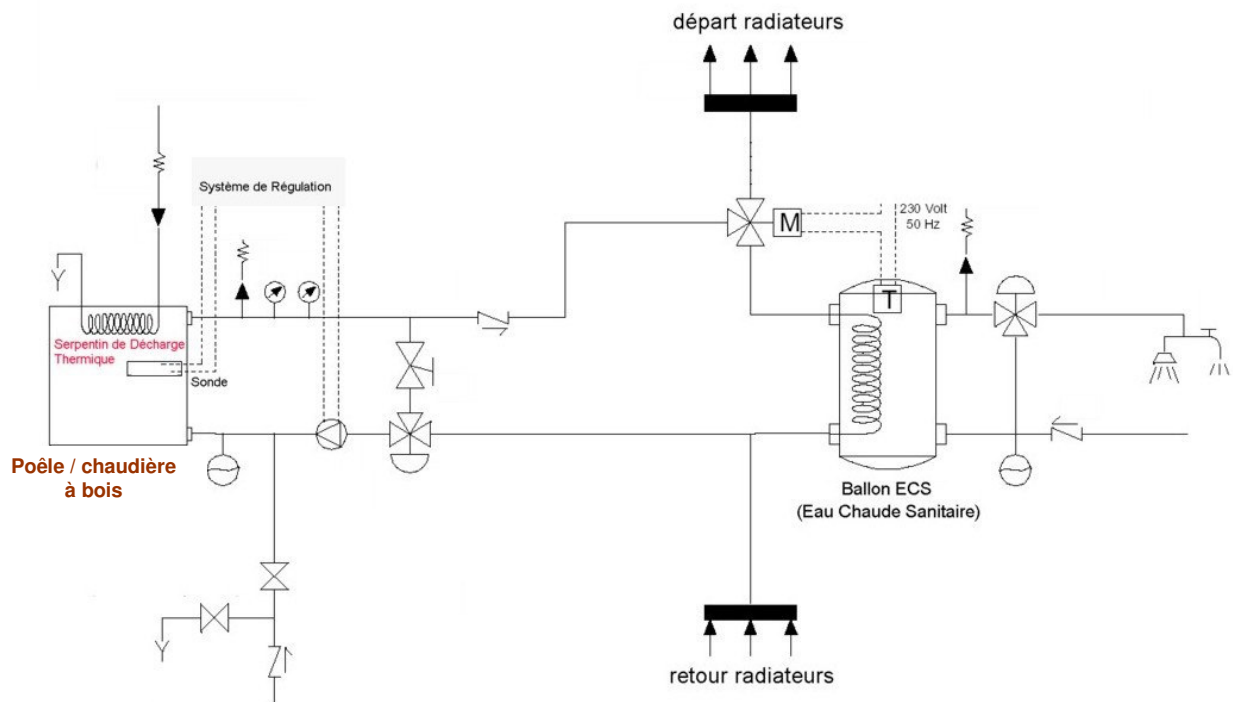 départ radiateurs
Système de Régulation
230 Volt
50 Hz
M
T
Serpentin de Décharge
Thermique
Sonde
Poêle / chaudière
à bois
Ballon ECS
(Eau Chaude Sanitaire)
retour radiateurs